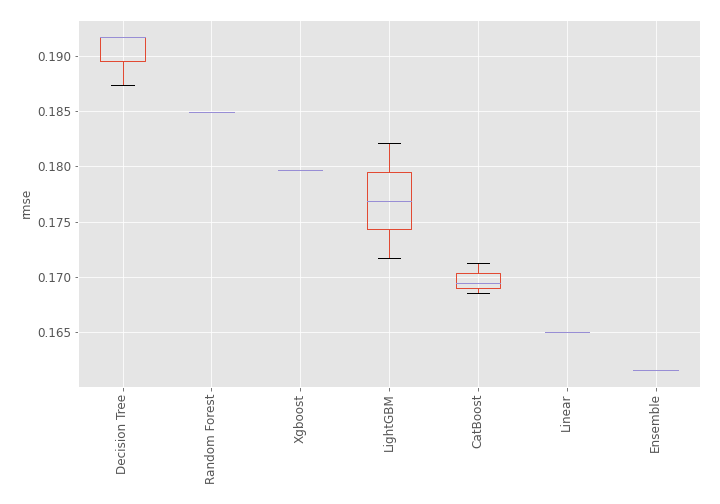 0.190
0.185
0.180
0.175
0.170
0.165
rmse
Decision Tree
Random Forest
Xgboost
LightGBM
CatBoost
Linear
Ensemble